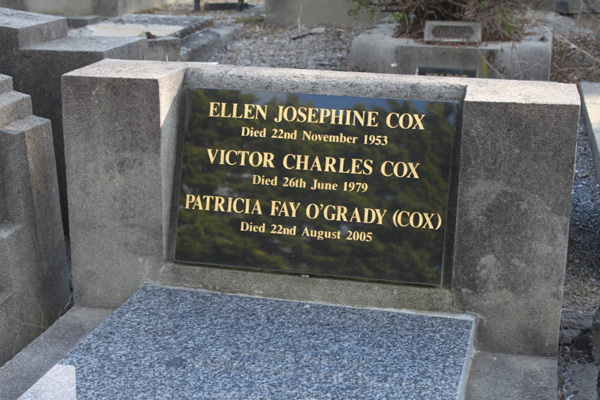 ELLEN JOSEPHINE COX
Died 22nd November 1953
VICTOR CHARLES COX
Died 26th June 1979
PATRICIA FAY O'GRADY (COX)
Died 22nd August 2005